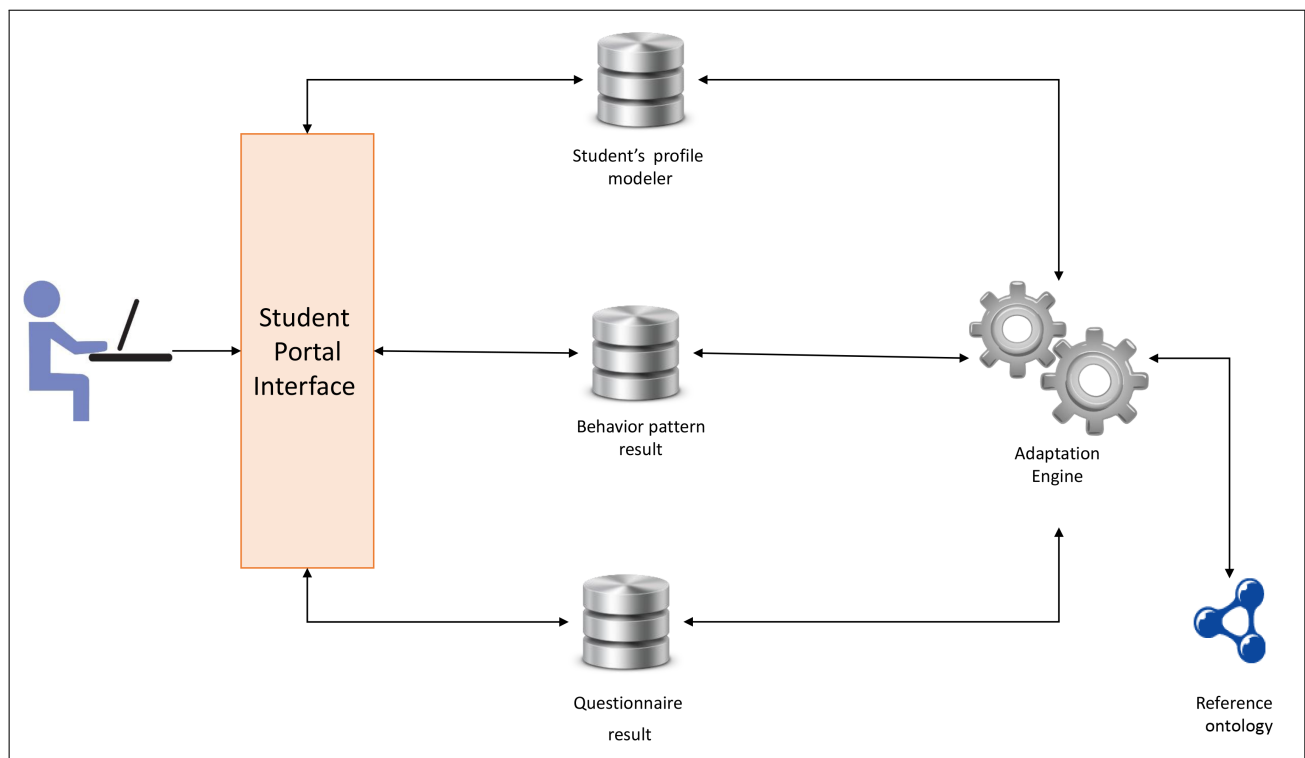 Student's profile
modeler
Student
Portal
Interface
Behavior pattern
result
Adaptation
Engine
Questionnaire
result
Reference
ontology